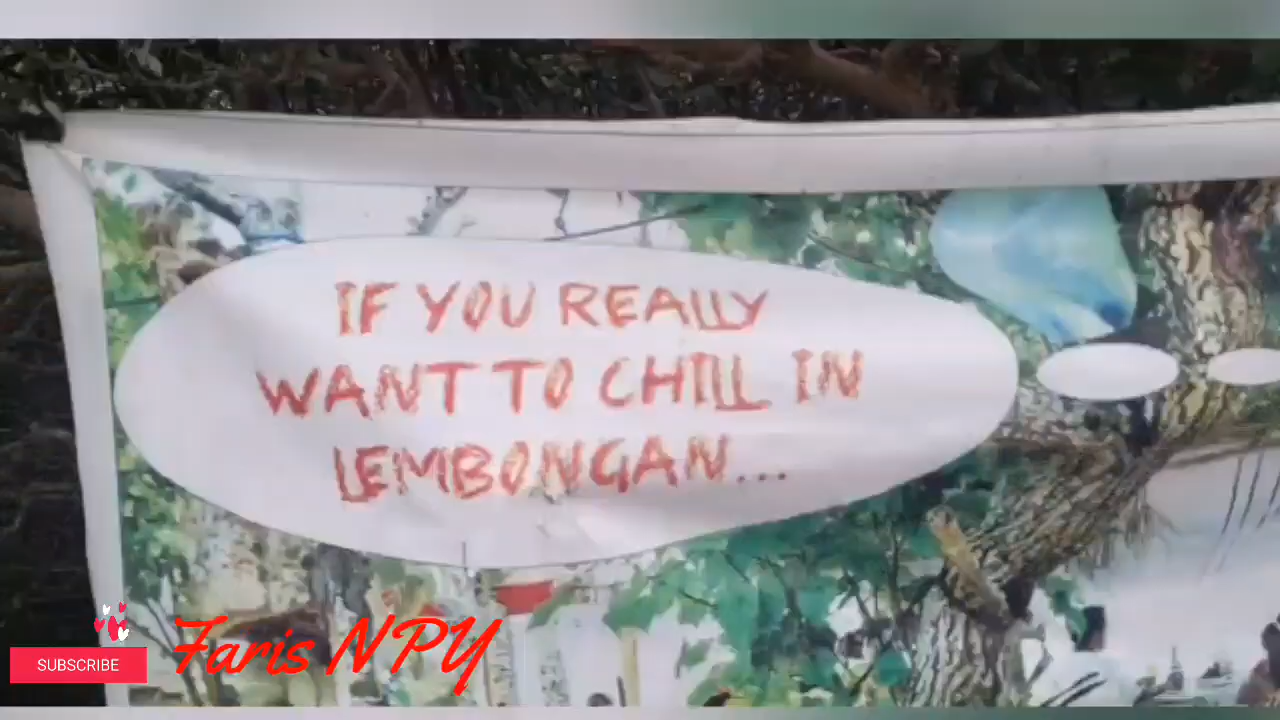 IF YOU REALLY
WANT TO CHILL IN
LEMBONGAN...
SUBSCRIBE
Faris NPY